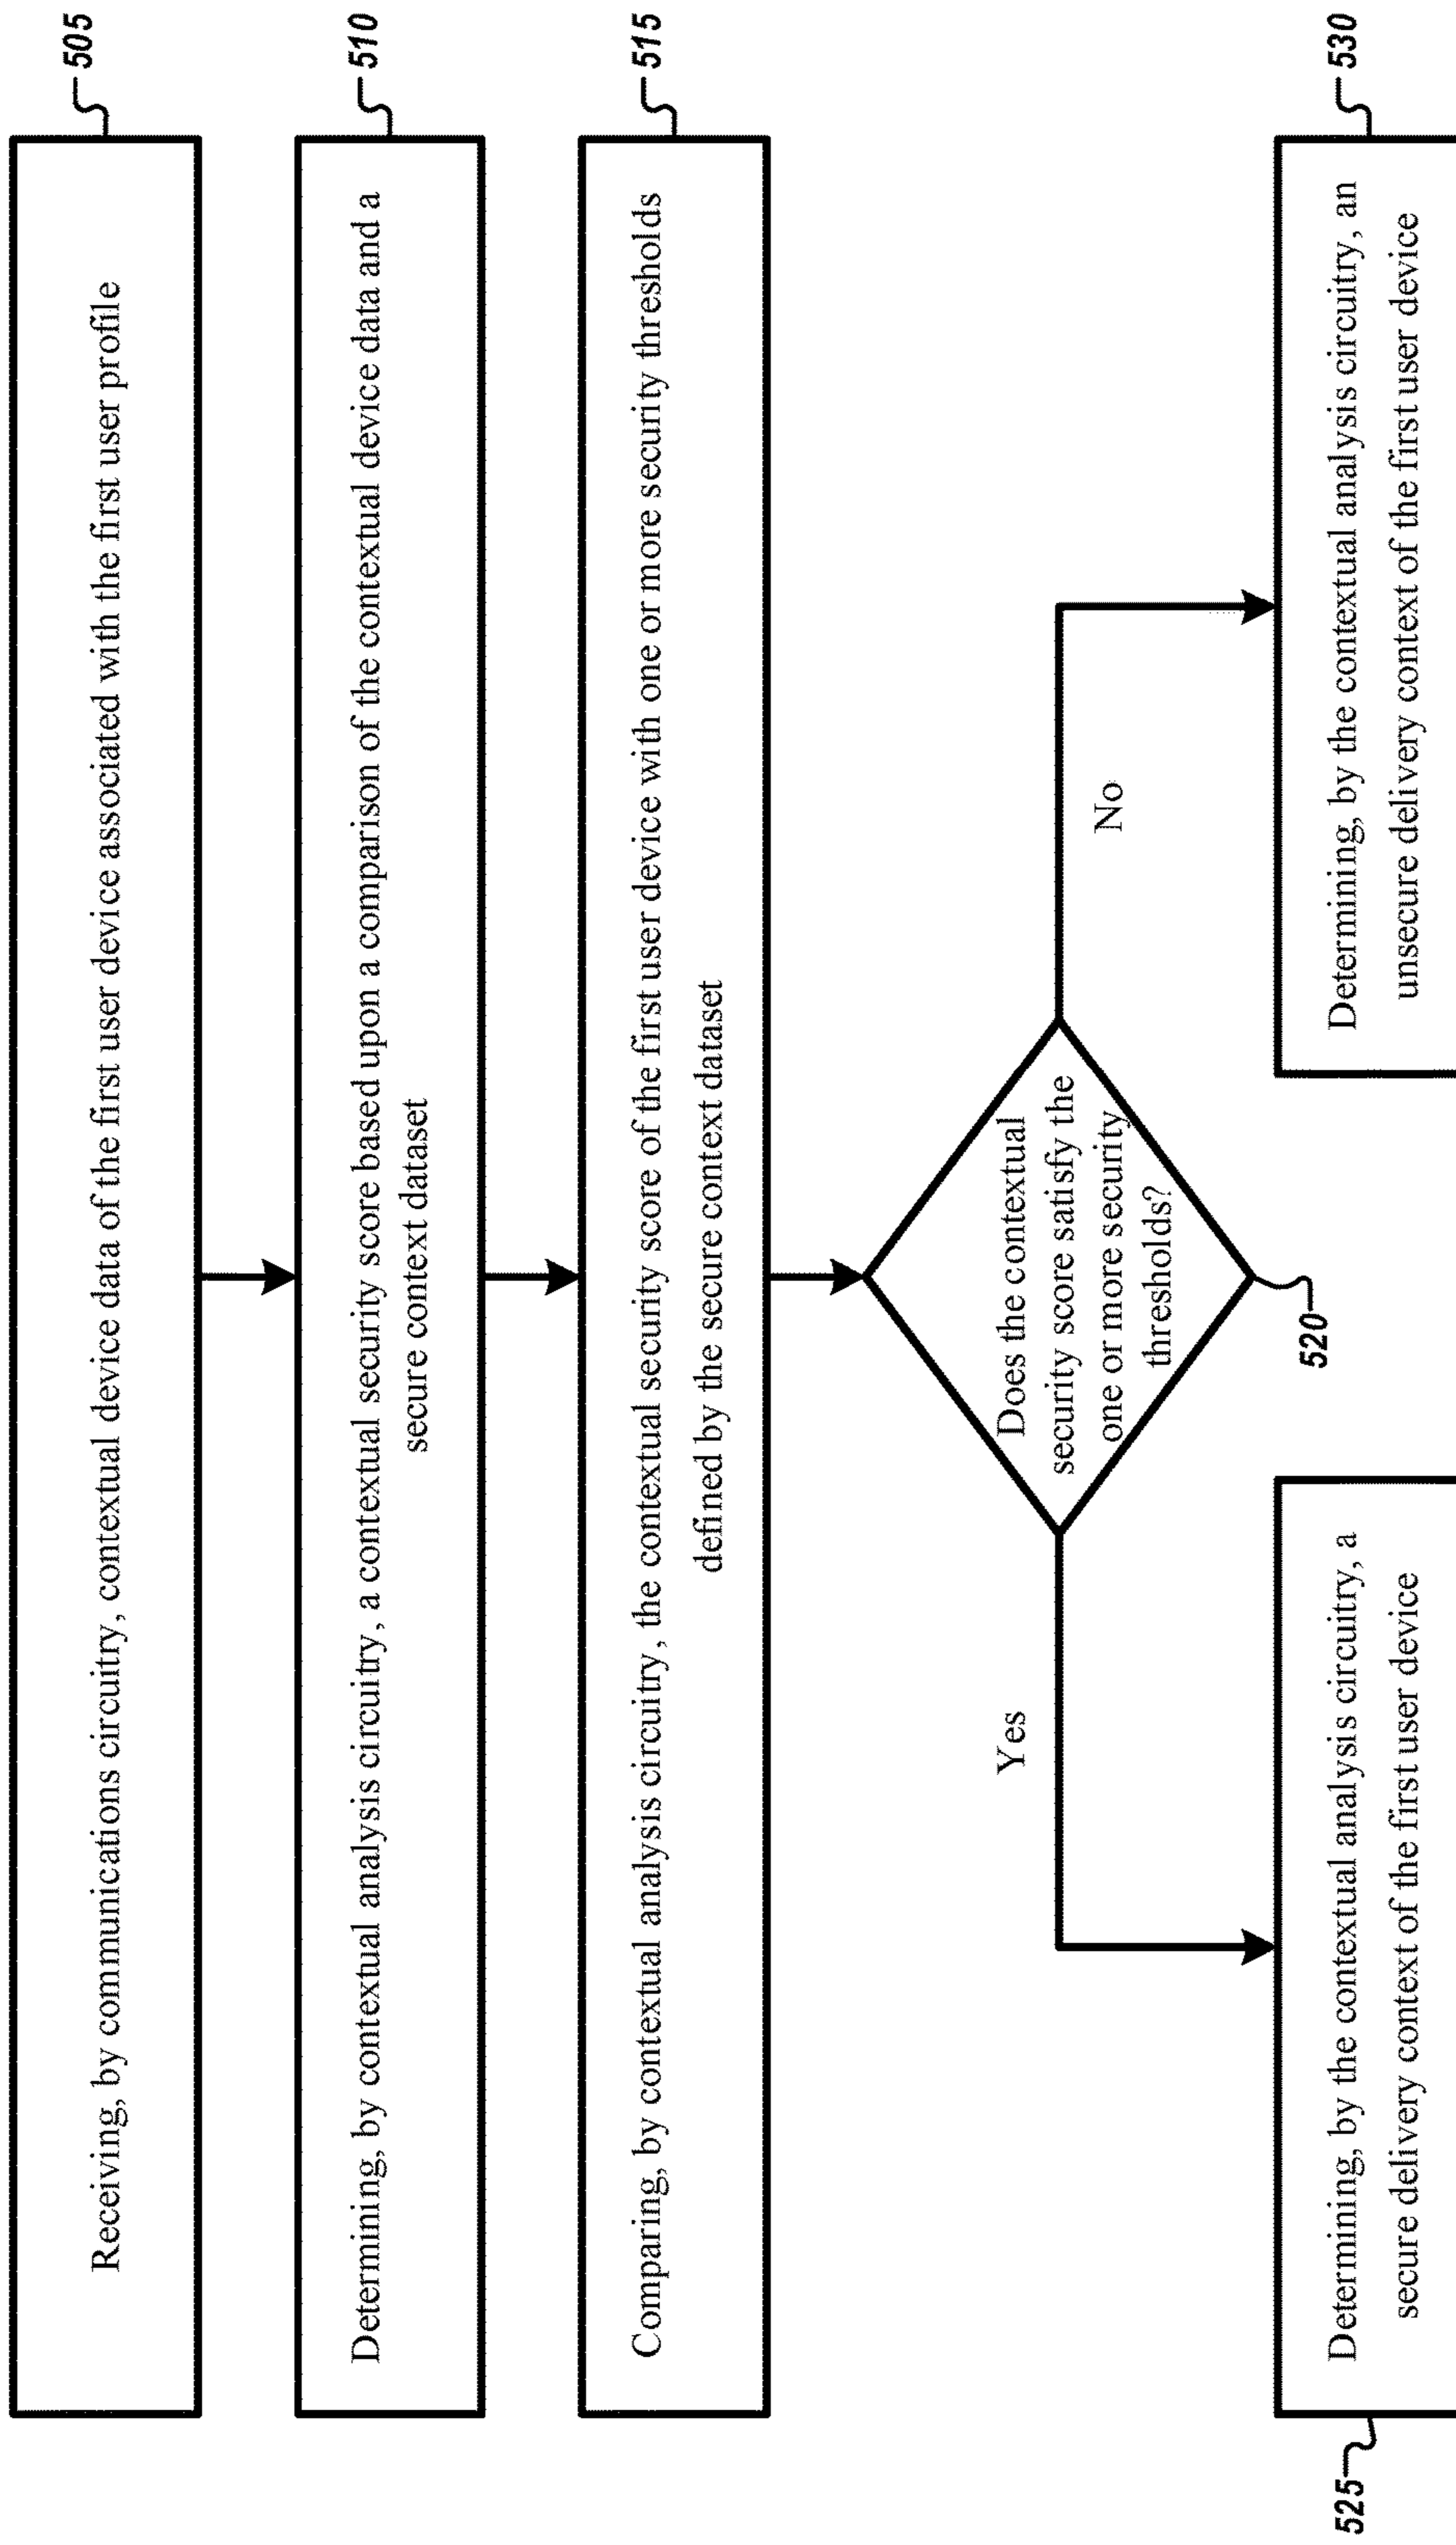 505
Receiving, by communications circuitry, contextual device data of the first user device associated with the first user profile
510
Determining, by contextual analysis circuitry, a contextual security score based upon a comparison of the contextual device data and a
secure context dataset
515
Comparing, by contextual analysis circuitry, the contextual security score of the first user device with one or more security thresholds
defined by the secure context dataset
Does the contextual
security score satisfy the
one or more security
thresholds?
520
Yes
No
525
Determining, by the contextual analysis circuitry, a
secure delivery context of the first user device
530
Determining, by the contextual analysis circuitry, an
unsecure delivery context of the first user device